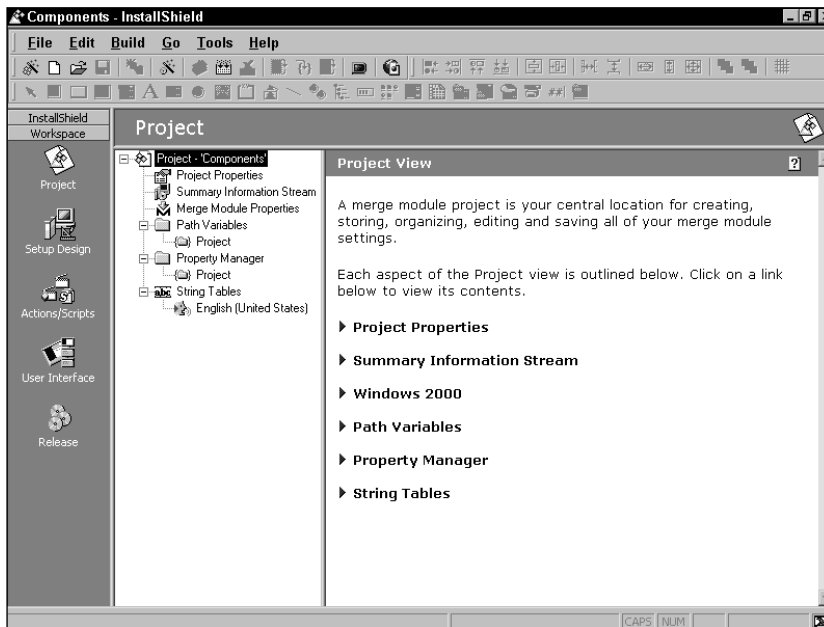 Components - InstallShield
File Edit Build Go Tools Help
InstallShield
Workspace
Project
Setup Design
Actions/Scripts
User Interface
Release
Project
Project - 'Components'
Project Properties
Summary Information Stream
Merge Module Properties
Path Variables
Project
Property Manager
Project
String Tables
English (United States)
Project View
A merge module project is your central location for creating,
storing, organizing, editing and saving all of your merge module
settings.
Each aspect of the Project view is outlined below. Click on a link
below to view its contents.
Project Properties
Summary Information Stream
Windows 2000
Path Variables
Property Manager
String Tables
CAPS NUM